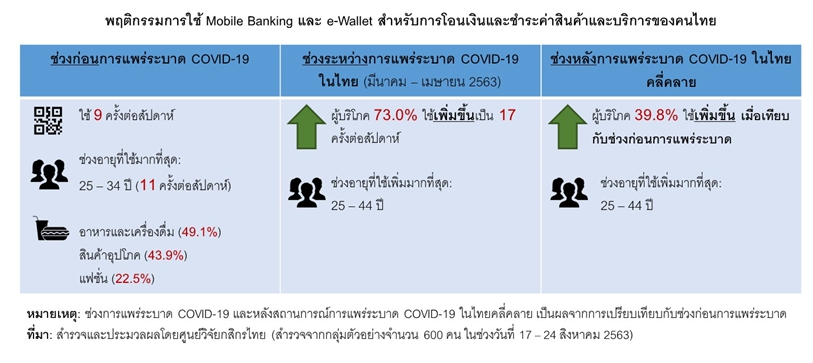 พฤติกรรมการใช้ Mobile Banking และ e-Wallet สำหรับการโอนเงินและชำระค่าสินค้าและบริการของคนไทย
ช่วงก่อนการแพร่ระบาด COVID-19
ใช้ 9 ครั้งต่อสัปดาห์
ช่วงอายุที่ใช้มากที่สุด:
25 – 34 ปี (11 ครั้งต่อสัปดาห์)
อาหารและเครื่องดื่ม (49.1%)
สินค้าอุปโภค (43.9%)
แฟชั่น (22.5%)
ช่วงระหว่างการแพร่ระบาด COVID-19
ในไทย (มีนาคม – เมษายน 2563)
ผู้บริโภค 73.0% ใช้เพิ่มขึ้นเป็น 17
ครั้งต่อสัปดาห์
ช่วงอายุที่ใช้เพิ่มมากที่สุด:
25 – 44 ปี
ช่วงหลังการแพร่ระบาด COVID-19 ในไทย
คลี่คลาย
ผู้บริโภค 39.8% ใช้เพิ่มขึ้น เมื่อเทียบ
กับช่วงก่อนการแพร่ระบาด
ช่วงอายุที่ใช้เพิ่มมากที่สุด:
25 – 44 ปี
หมายเหตุ: ช่วงการแพร่ระบาด COVID-19 และหลังสถานการณ์การแพร่ระบาด COVID-19 ในไทยคลี่คลาย เป็นผลจากการเปรียบเทียบกับช่วงก่อนการแพร่ระบาด
ที่มา: สำรวจและประมวลผลโดยศูนย์วิจัยกสิกรไทย (สำรวจจากกลุ่มตัวอย่างจำนวน 600 คน ในช่วงวันที่ 17 – 24 สิงหาคม 2563)